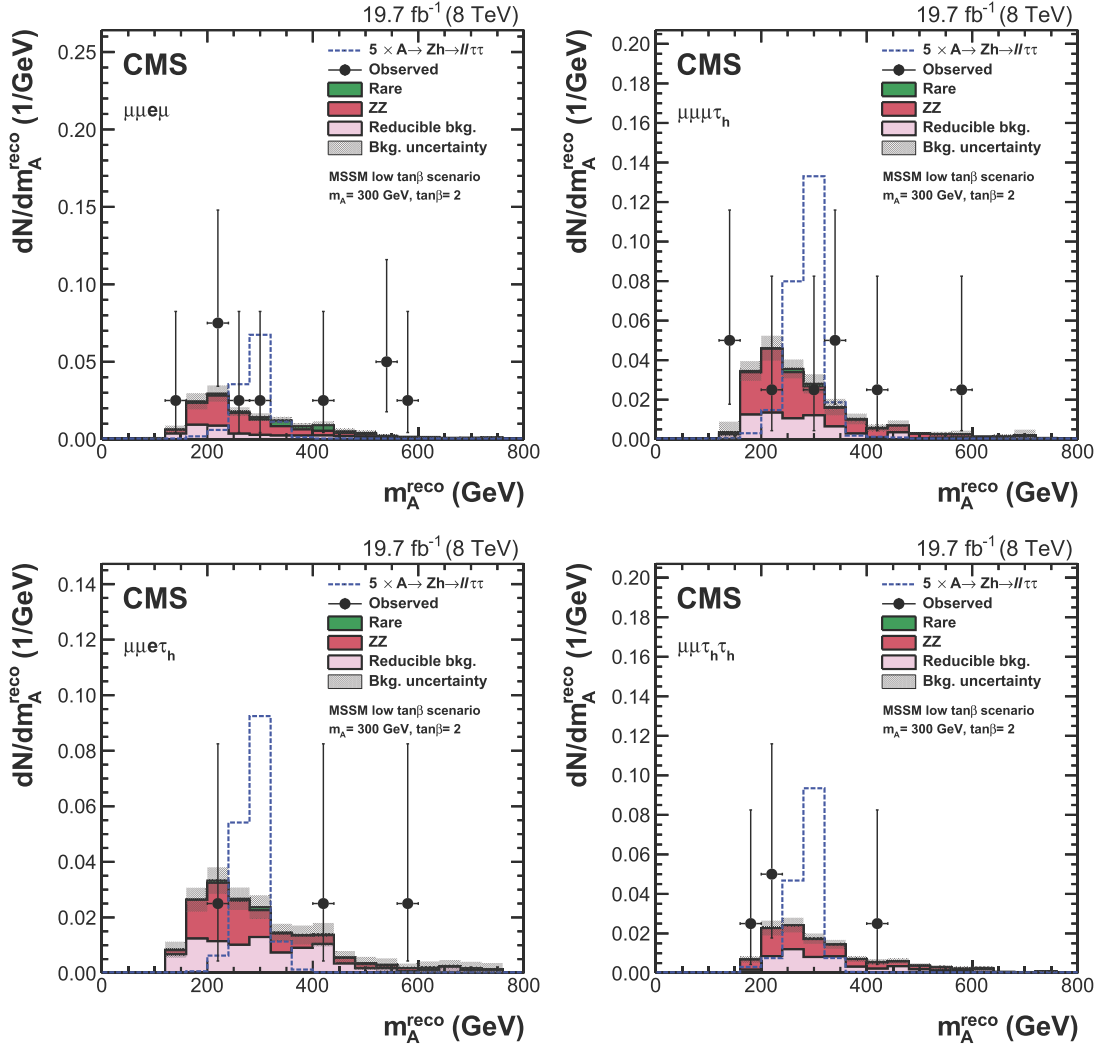 19.7 fb⁻¹ (8 TeV)
CMS
μμeμ
5 × A→ Zh→llττ
Observed
Rare
ZZ
Reducible bkg.
Bkg. uncertainty
MSSM low tanβ scenario
m_A= 300 GeV, tanβ= 2
dN/dm_A^reco (1/GeV)
0.25
0.20
0.15
0.10
0.05
0.00
0 200 400 600 800
m_A^reco (GeV)
19.7 fb⁻¹ (8 TeV)
CMS
μμμτ_h
5 × A→ Zh→llττ
Observed
Rare
ZZ
Reducible bkg.
Bkg. uncertainty
MSSM low tanβ scenario
m_A= 300 GeV, tanβ= 2
dN/dm_A^reco (1/GeV)
0.20
0.18
0.16
0.14
0.12
0.10
0.08
0.06
0.04
0.02
0.00
0 200 400 600 800
m_A^reco (GeV)
19.7 fb⁻¹ (8 TeV)
CMS
μμeτ_h
5 × A→ Zh→llττ
Observed
Rare
ZZ
Reducible bkg.
Bkg. uncertainty
MSSM low tanβ scenario
m_A= 300 GeV, tanβ= 2
dN/dm_A^reco (1/GeV)
0.14
0.12
0.10
0.08
0.06
0.04
0.02
0.00
0 200 400 600 800
m_A^reco (GeV)
19.7 fb⁻¹ (8 TeV)
CMS
μμτ_hτ_h
5 × A→ Zh→llττ
Observed
Rare
ZZ
Reducible bkg.
Bkg. uncertainty
MSSM low tanβ scenario
m_A= 300 GeV, tanβ= 2
dN/dm_A^reco (1/GeV)
0.20
0.18
0.16
0.14
0.12
0.10
0.08
0.06
0.04
0.02
0.00
0 200 400 600 800
m_A^reco (GeV)